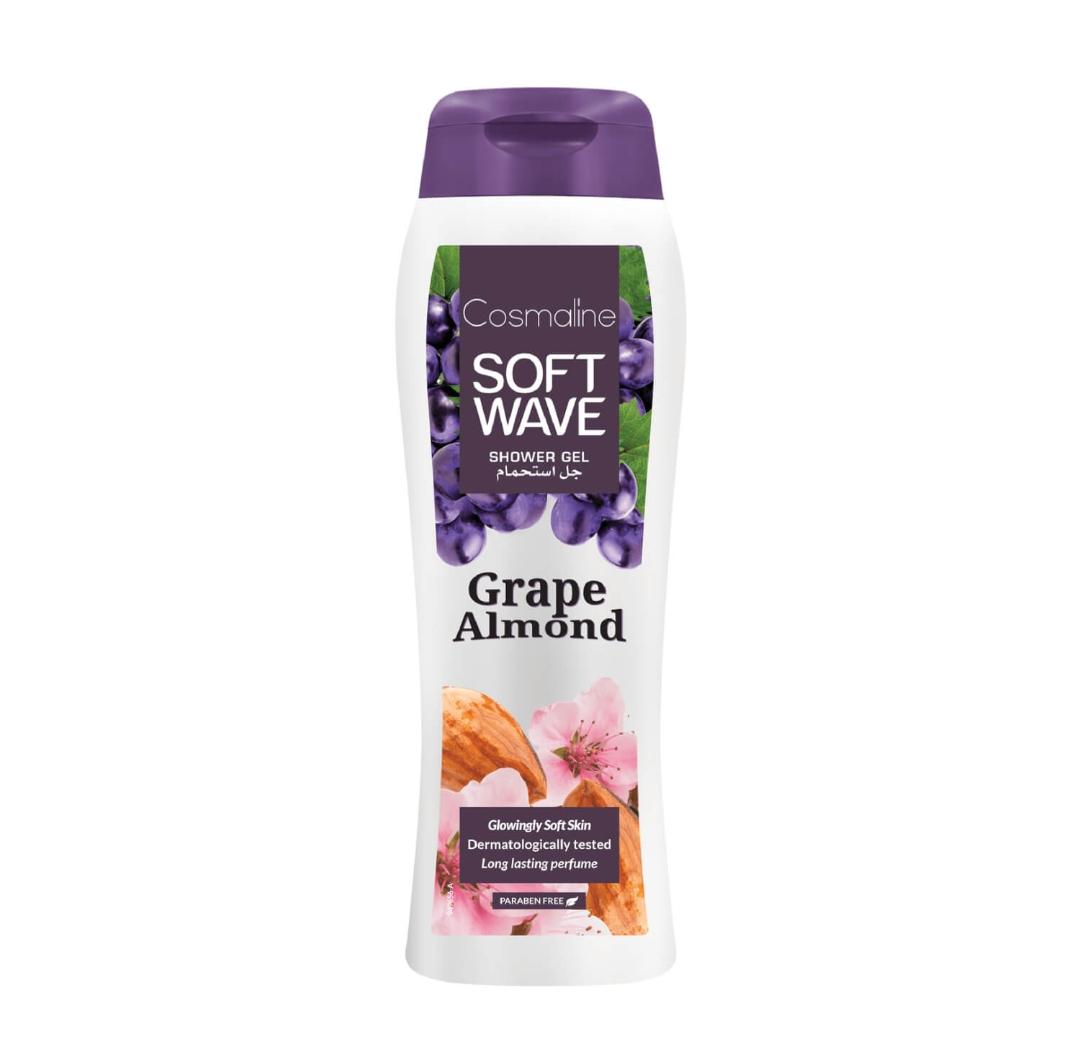 Cosmaline
SOFT
WAVE
SHOWER GEL
جل استحمام
Grape
Almond
Glowingly Soft Skin
Dermatologically tested
Long lasting perfume
PARABEN FREE